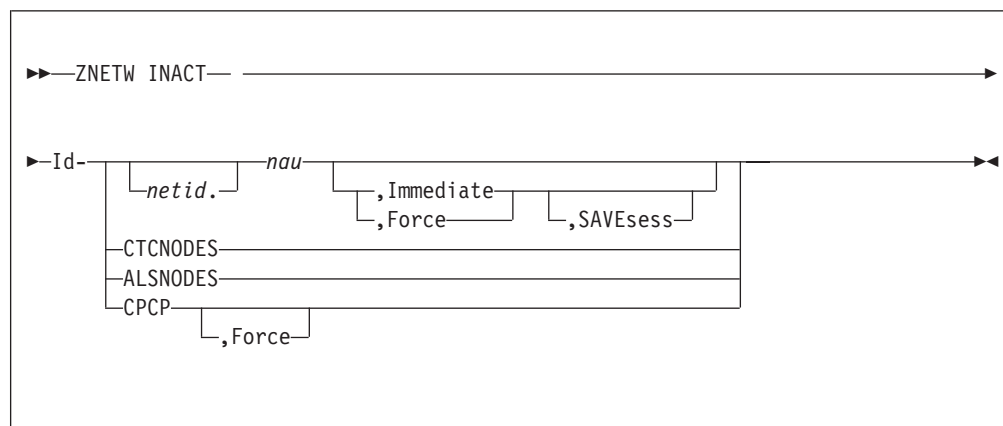 ZNETW INACT
Id- nau
netid.
,Immediate
,Force ,SAVEsess
CTCNODES
ALSNODES
CPCP
,Force